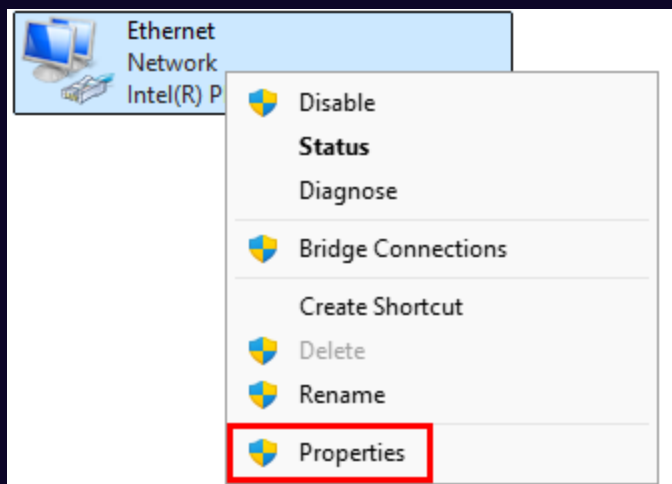 Ethernet
Network
Intel(R)
Disable
Status
Diagnose
Bridge Connections
Create Shortcut
Delete
Rename
Properties